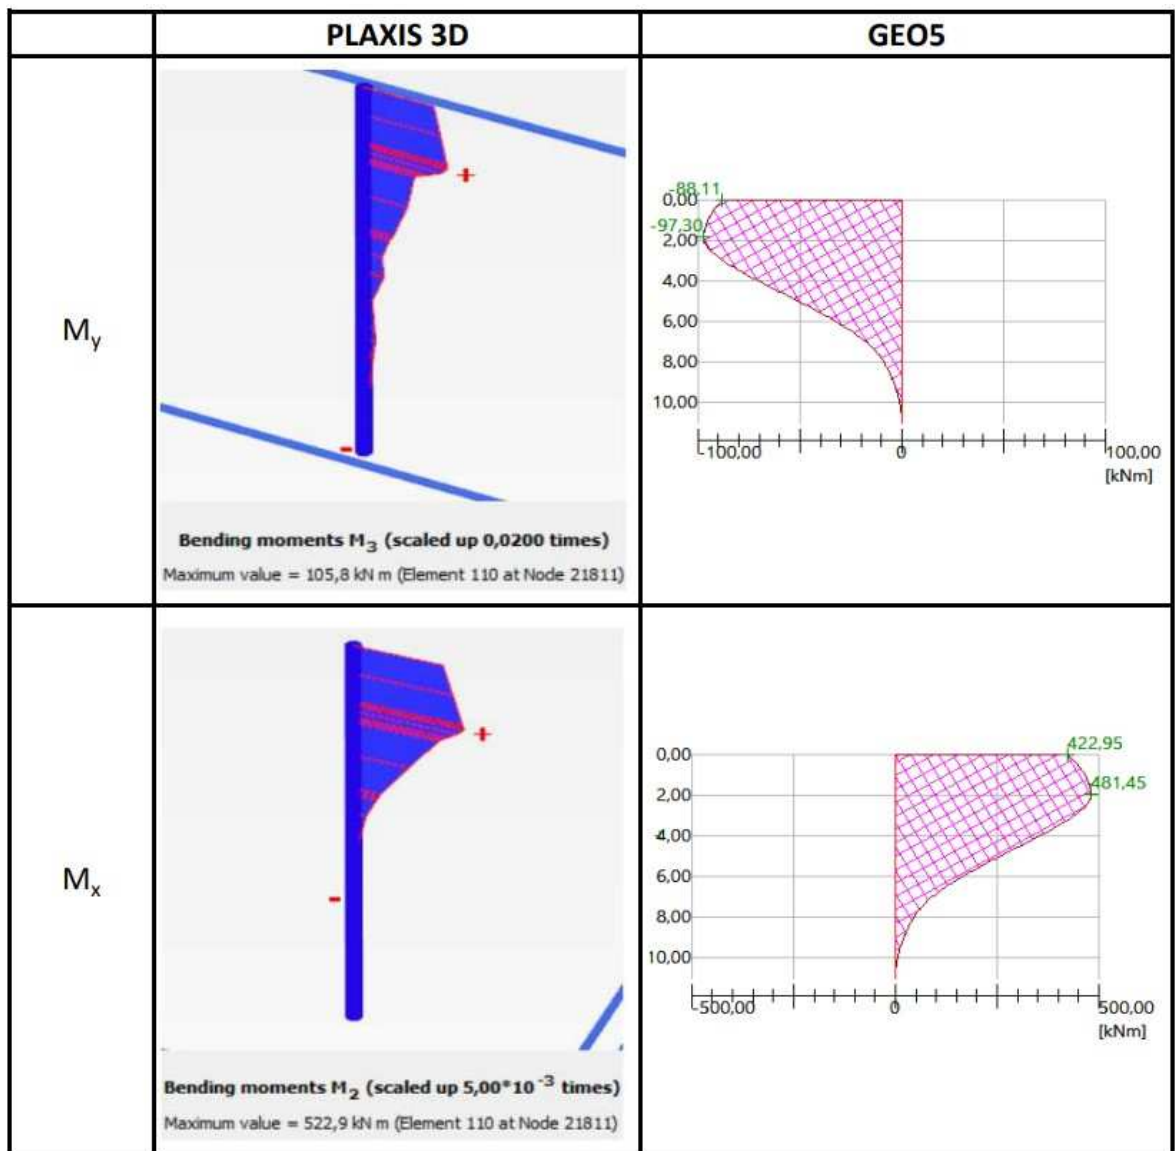 PLAXIS 3D
GEO5
My
+
-
Bending moments M3 (scaled up 0,0200 times)
Maximum value = 105,8 kN m (Element 110 at Node 21811)
-88,11
0,00
-97,30
2,00
4,00
6,00
8,00
10,00
-100,00 0 100,00
[kNm]
Mx
+
-
Bending moments M2 (scaled up 5,00*10 -3 times)
Maximum value = 522,9 kN m (Element 110 at Node 21811)
422,95
0,00
481,45
2,00
4,00
6,00
8,00
10,00
-500,00 0 500,00
[kNm]